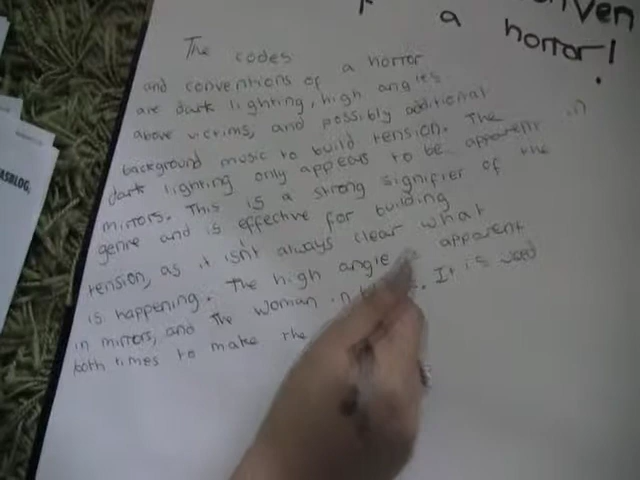 a horror!
The codes
and conventions of a horror
are dark lighting, high angles
above victims, and possibly additional
background music to build tension. The
dark lighting only appears to be apparent in
mirrors. This is a strong signifier of the
genre and is effective for building
tension, as it isn't always clear what
is happening. The high angle apparent
in mirrors, and the woman in. It is used
both times to make the